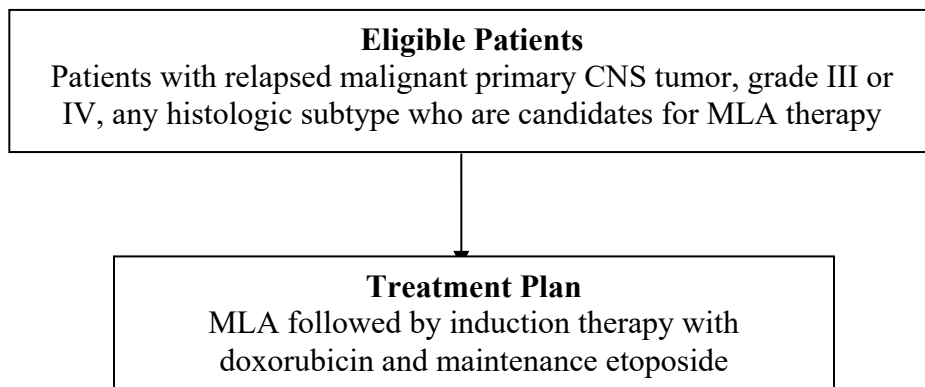 Eligible Patients
Patients with relapsed malignant primary CNS tumor, grade III or
IV, any histologic subtype who are candidates for MLA therapy
Treatment Plan
MLA followed by induction therapy with
doxorubicin and maintenance etoposide